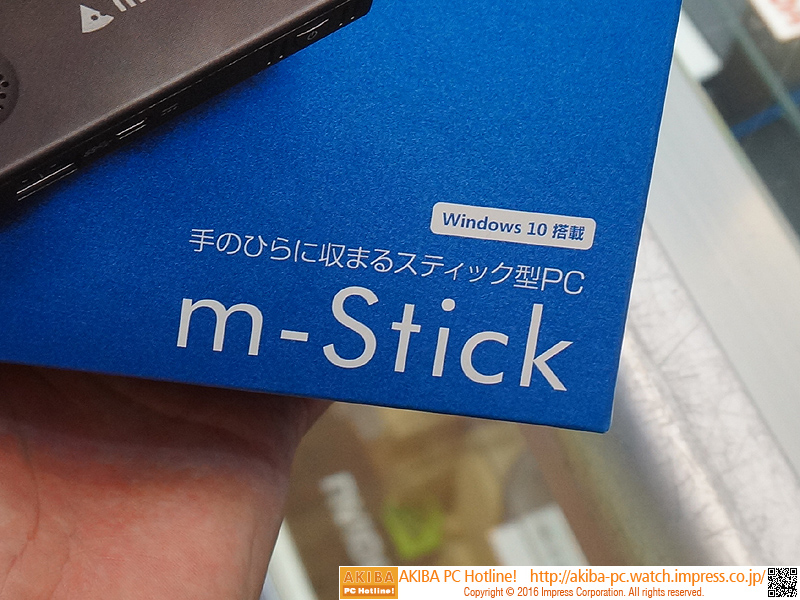 Windows 10 搭載
手のひらに収まるスティック型PC
m-Stick
AKIBA
PC Hotline!
AKIBA PC Hotline! http://akiba-pc.watch.impress.co.jp/
Copyright © 2016 Impress Corporation. All rights reserved.